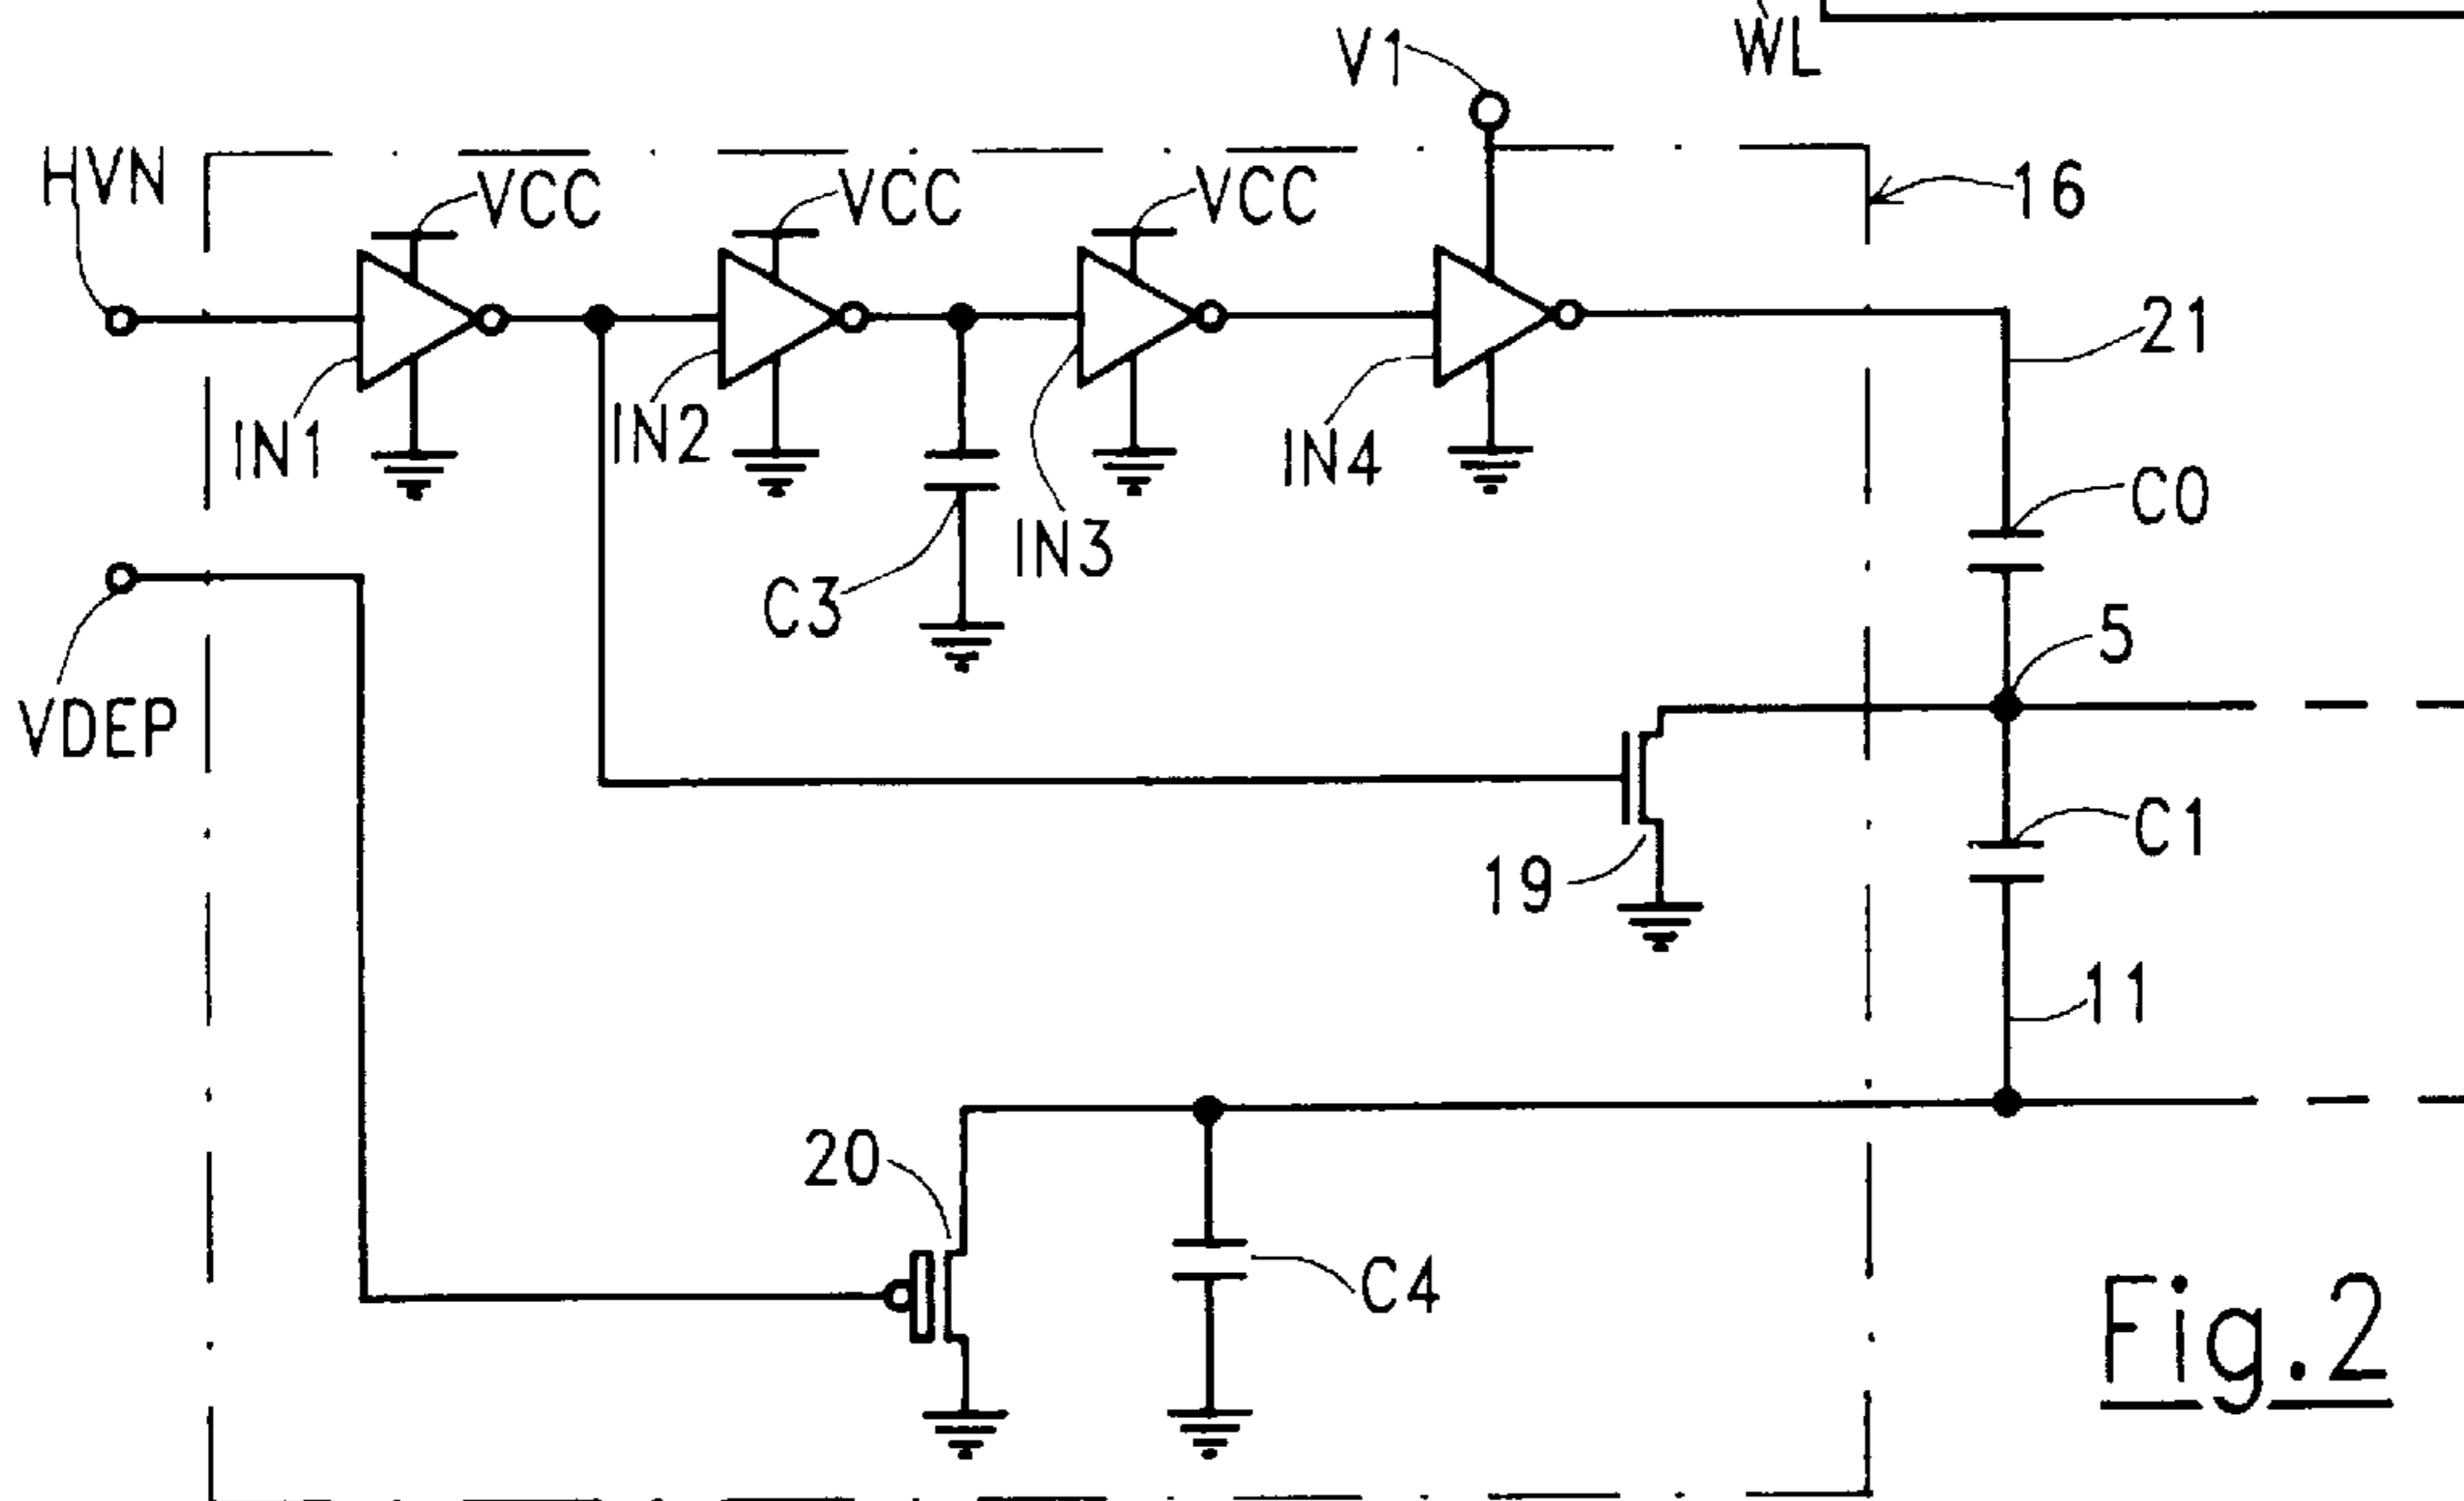 WL
V1
HVN
VCC
VCC
VCC
16
21
IN1
IN2
IN3
IN4
C0
C3
5
VDEP
19
C1
11
20
C4
Fig.2